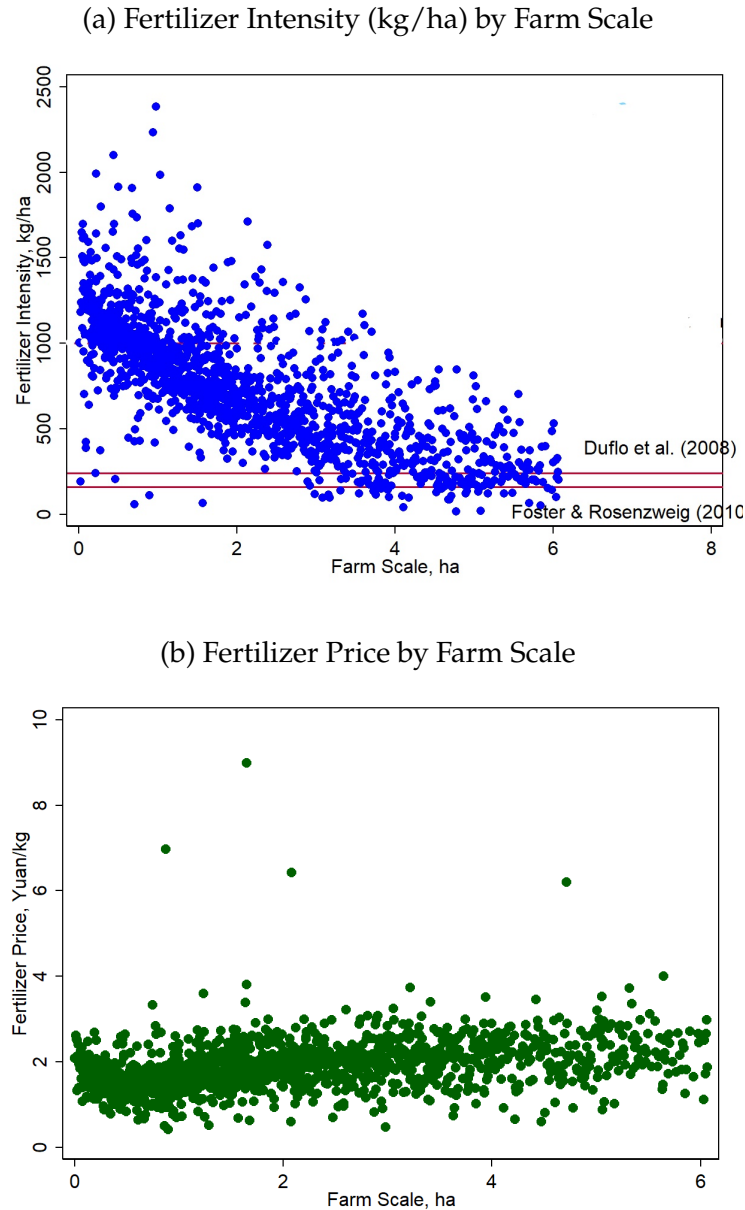 (a) Fertilizer Intensity (kg/ha) by Farm Scale
Fertilizer Intensity, kg/ha
2500
2000
1500
1000
500
0
Duflo et al. (2008)
Foster & Rosenzweig (2010
0 2 4 6 8
Farm Scale, ha
(b) Fertilizer Price by Farm Scale
Fertilizer Price, Yuan/kg
10
8
6
4
2
0
0 2 4 6
Farm Scale, ha